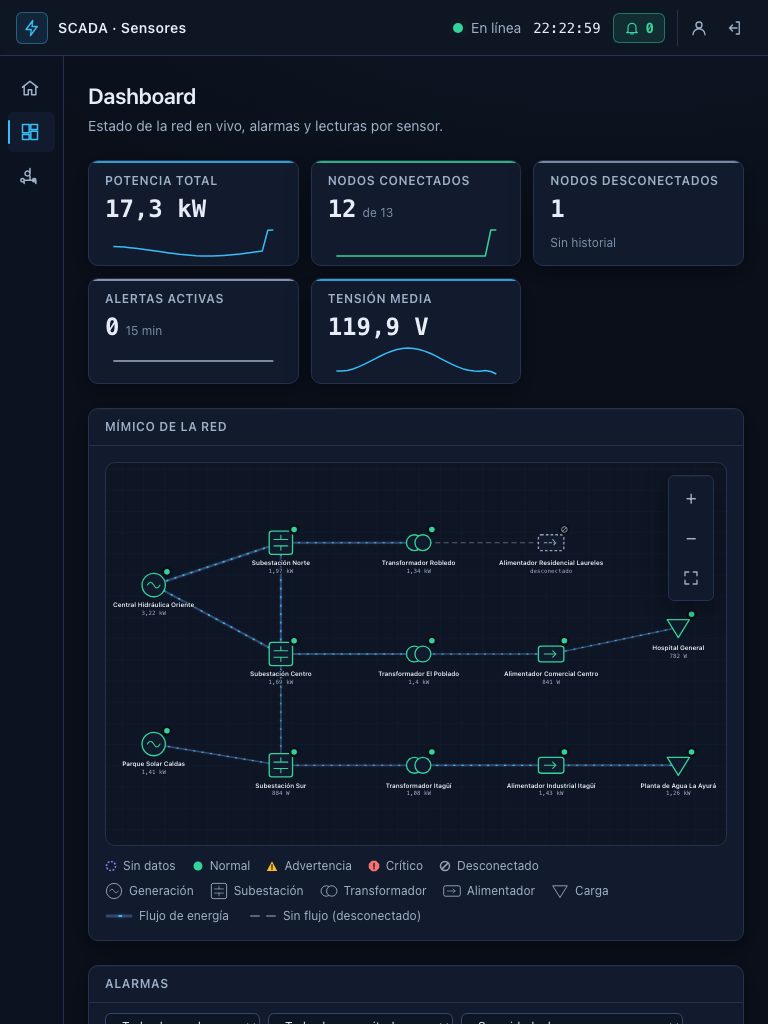 SCADA · Sensores
En línea 22:22:59 0
Dashboard
Estado de la red en vivo, alarmas y lecturas por sensor.
POTENCIA TOTAL
17,3 kW
NODOS CONECTADOS
12 de 13
NODOS DESCONECTADOS
1
Sin historial
ALERTAS ACTIVAS
0 15 min
TENSIÓN MEDIA
119,9 V
MÍMICO DE LA RED
+
−
Subestación Norte
1,97 kW
Transformador Robledo
1,34 kW
Alimentador Residencial Laureles
desconectado
Central Hidráulica Oriente
3,22 kW
Hospital General
782 W
Subestación Centro
1,69 kW
Transformador El Poblado
1,4 kW
Alimentador Comercial Centro
841 W
Parque Solar Caldas
1,41 kW
Subestación Sur
884 W
Transformador Itagüí
1,08 kW
Alimentador Industrial Itagüí
1,43 kW
Planta de Agua La Ayurá
1,26 kW
Sin datos Normal Advertencia Crítico Desconectado
Generación Subestación Transformador Alimentador Carga
Flujo de energía Sin flujo (desconectado)
ALARMAS